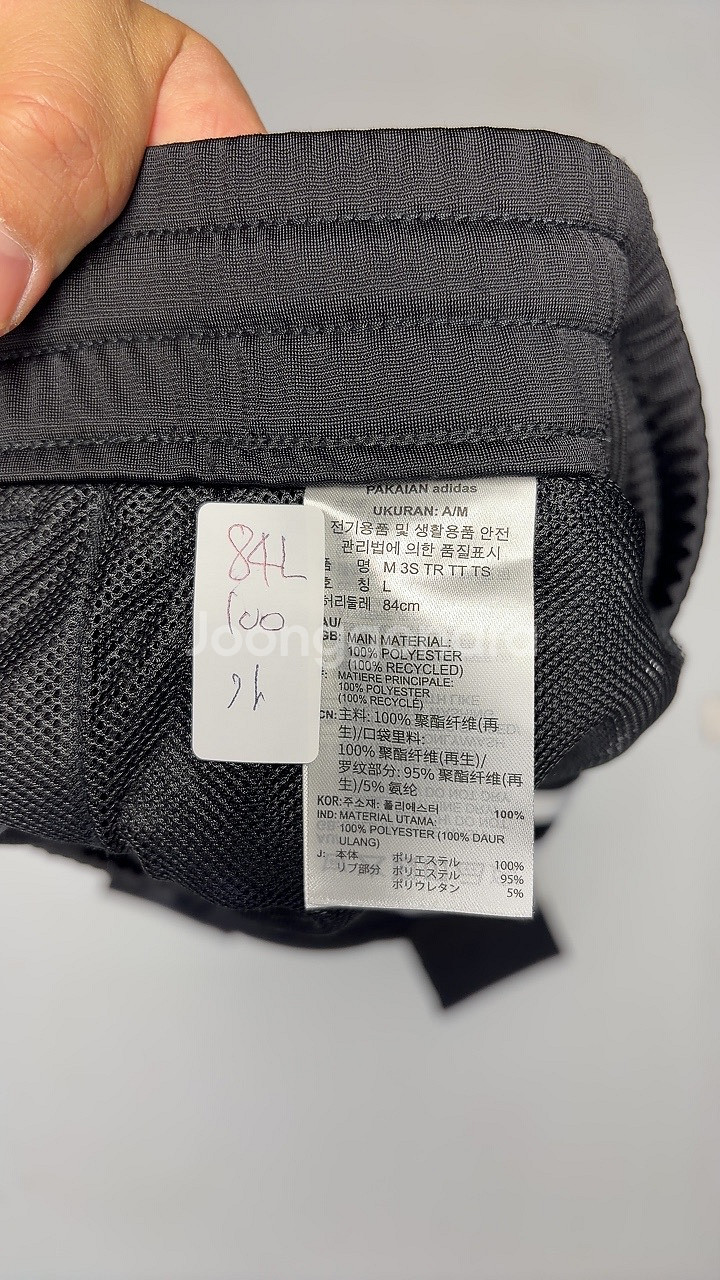 84L
100
PAKAIAN adidas
UKURAN: A/M
전기용품 및 생활용품 안전
관리법에 의한 품질표시
품 명 M 3S TR TT TS
호 칭 L
허리둘레 84cm
AU/
GB: MAIN MATERIAL:
100% POLYESTER
(100% RECYCLED)
F: MATIERE PRINCIPALE:
100% POLYESTER
(100% RECYCLÉ)
CN: 主料: 100% 聚酯纤维(再
生)/口袋里料:
100% 聚酯纤维(再生)/
罗纹部分: 95% 聚酯纤维(再
生)/5% 氨纶
KOR: 주소재: 폴리에스터 100%
IND: MATERIAL UTAMA:
100% POLYESTER (100% DAUR
ULANG)
J: 本体 ポリエステル 100%
リブ部分 ポリエステル 95%
ポリウレタン 5%